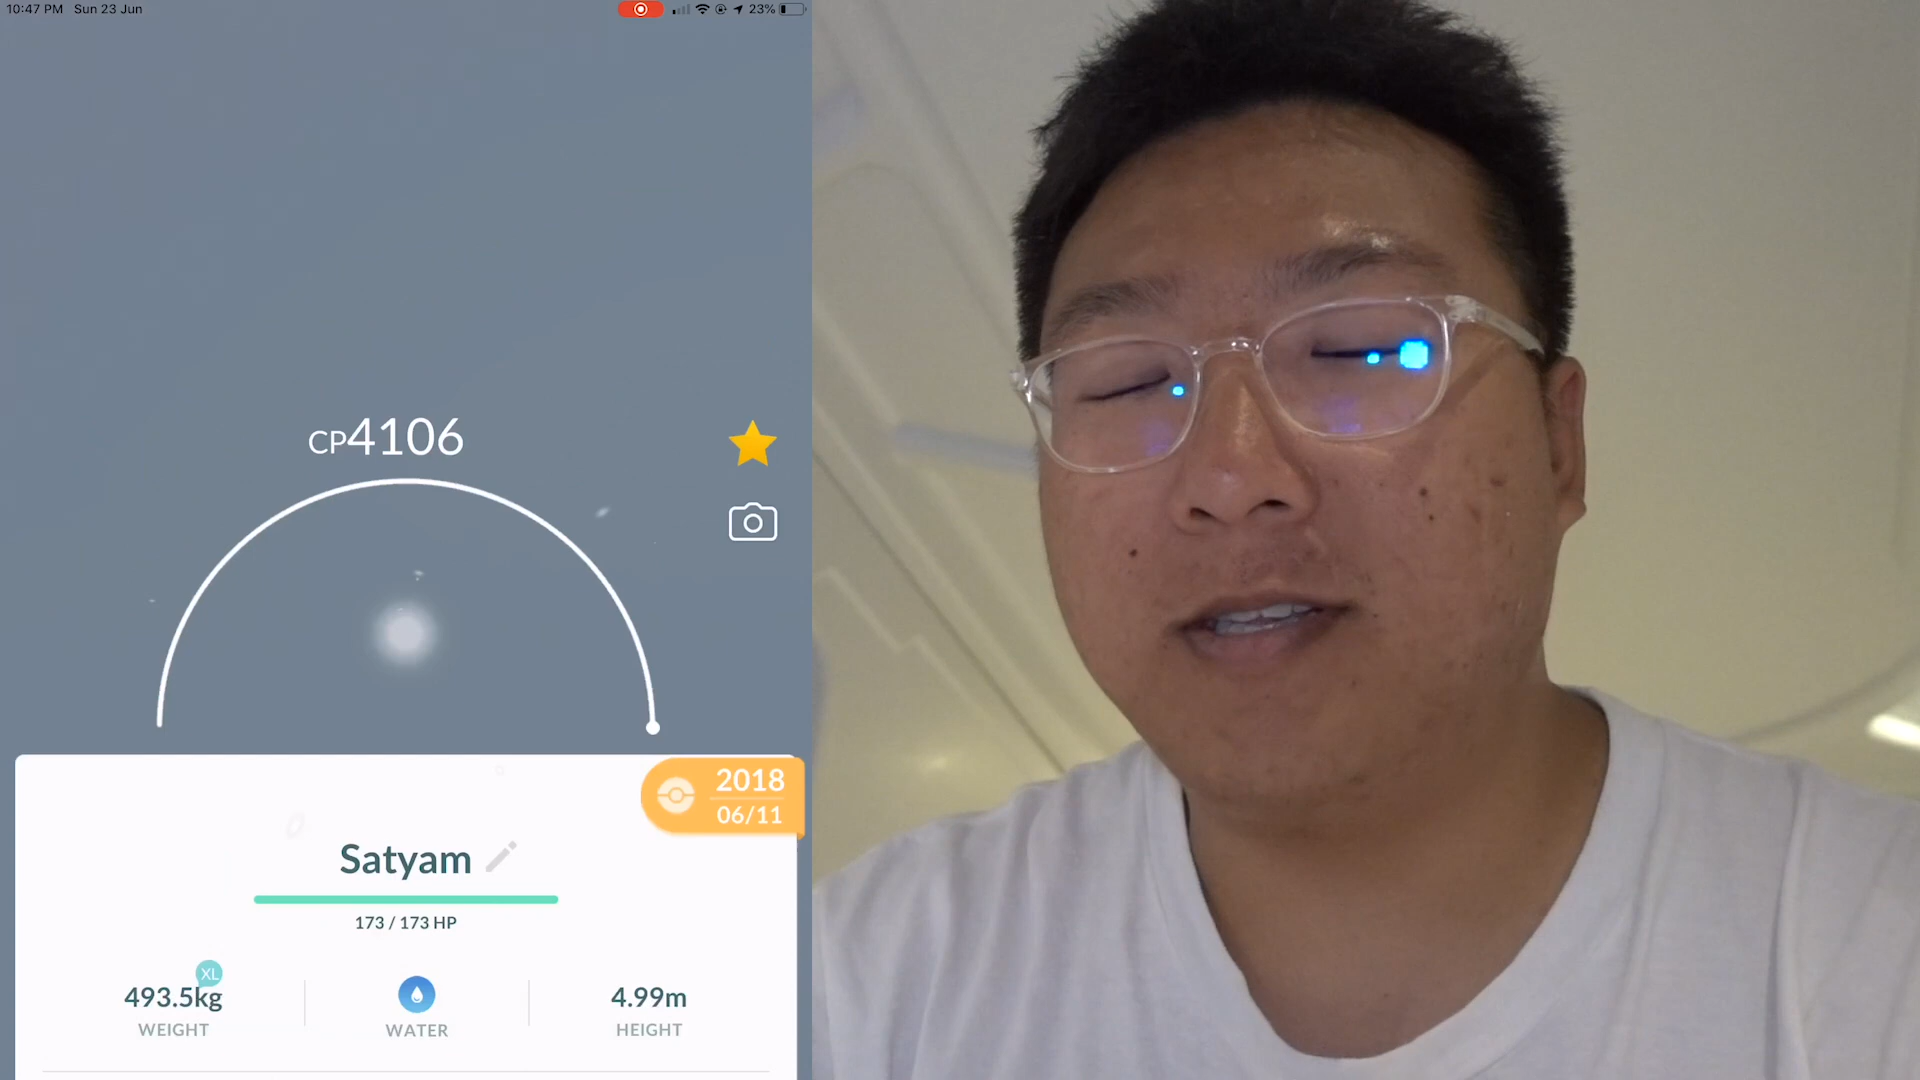 10:47 PM Sun 23 Jun 23%
CP4106
2018
06/11
Satyam
173 / 173 HP
XL
493.5kg
WEIGHT
WATER
4.99m
HEIGHT